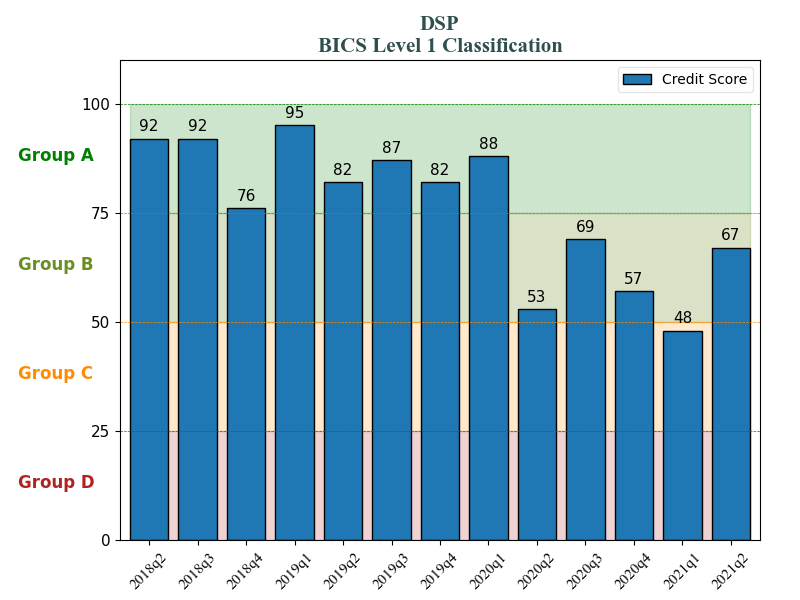 DSP
BICS Level 1 Classification
Credit Score
100
75
50
25
0
Group A
Group B
Group C
Group D
92
92
76
95
82
87
82
88
53
69
57
48
67
2018q2
2018q3
2018q4
2019q1
2019q2
2019q3
2019q4
2020q1
2020q2
2020q3
2020q4
2021q1
2021q2